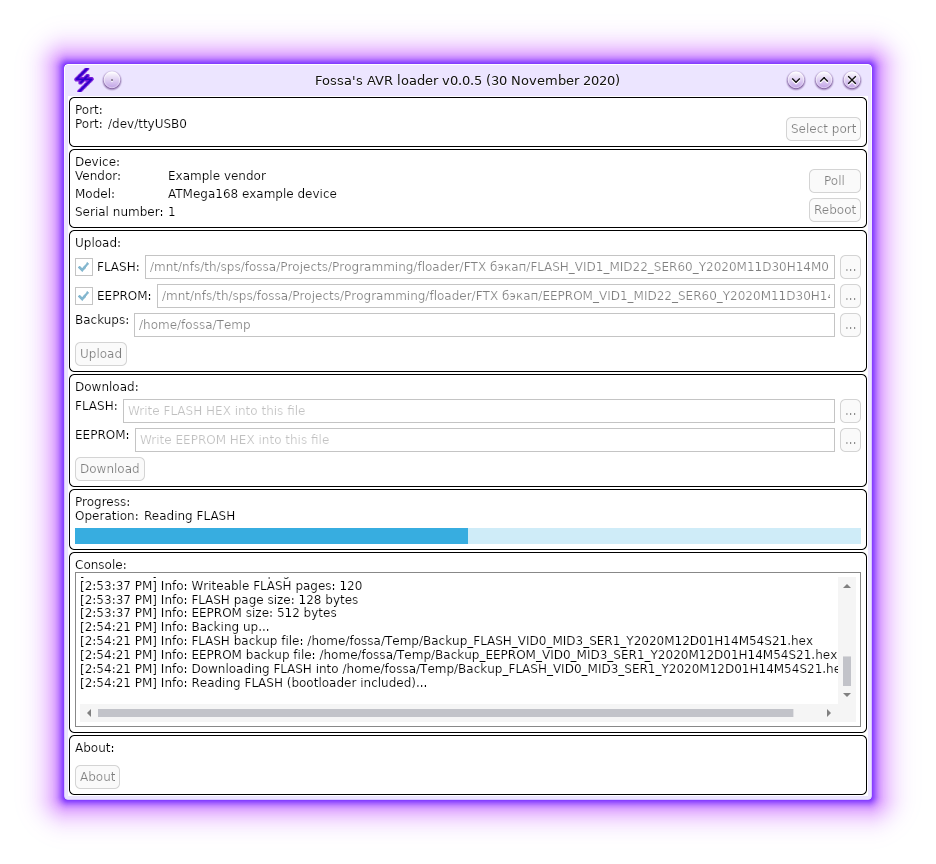 Fossa's AVR loader v0.0.5 (30 November 2020)
Port:
Port: /dev/ttyUSB0
Select port
Device:
Vendor: Example vendor
Poll
Model: ATMega168 example device
Serial number: 1
Reboot
Upload:
FLASH: /mnt/nfs/th/sps/fossa/Projects/Programming/floader/FTX бэкап/FLASH_VID1_MID22_SER60_Y2020M11D30H14M0 ...
EEPROM: /mnt/nfs/th/sps/fossa/Projects/Programming/floader/FTX бэкап/EEPROM_VID1_MID22_SER60_Y2020M11D30H14 ...
Backups: /home/fossa/Temp ...
Upload
Download:
FLASH: Write FLASH HEX into this file ...
EEPROM: Write EEPROM HEX into this file ...
Download
Progress:
Operation: Reading FLASH
Console:
[2:53:37 PM] Info: Writeable FLASH pages: 120
[2:53:37 PM] Info: FLASH page size: 128 bytes
[2:53:37 PM] Info: EEPROM size: 512 bytes
[2:54:21 PM] Info: Backing up...
[2:54:21 PM] Info: FLASH backup file: /home/fossa/Temp/Backup_FLASH_VID0_MID3_SER1_Y2020M12D01H14M54S21.hex
[2:54:21 PM] Info: EEPROM backup file: /home/fossa/Temp/Backup_EEPROM_VID0_MID3_SER1_Y2020M12D01H14M54S21.hex
[2:54:21 PM] Info: Downloading FLASH into /home/fossa/Temp/Backup_FLASH_VID0_MID3_SER1_Y2020M12D01H14M54S21.he
[2:54:21 PM] Info: Reading FLASH (bootloader included)...
About:
About